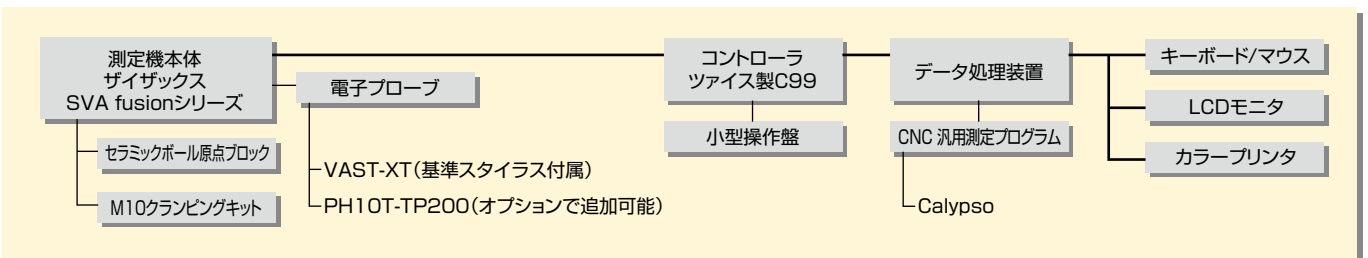 測定機本体
ザイザックス
SVA fusionシリーズ
電子プローブ
セラミックボール原点ブロック
M10クランピングキット
VAST-XT(基準スタイラス付属)
PH10T-TP200(オプションで追加可能)
コントローラ
ツァイス製C99
小型操作盤
データ処理装置
CNC 汎用測定プログラム
Calypso
キーボード/マウス
LCDモニタ
カラープリンタ